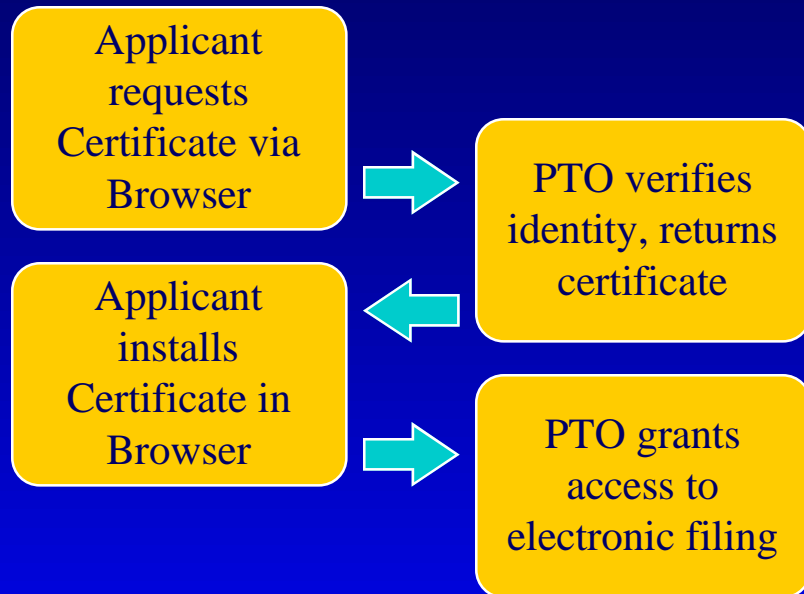 Applicant
requests
Certificate via
Browser
PTO verifies
identity, returns
certificate
Applicant
installs
Certificate in
Browser
PTO grants
access to
electronic filing